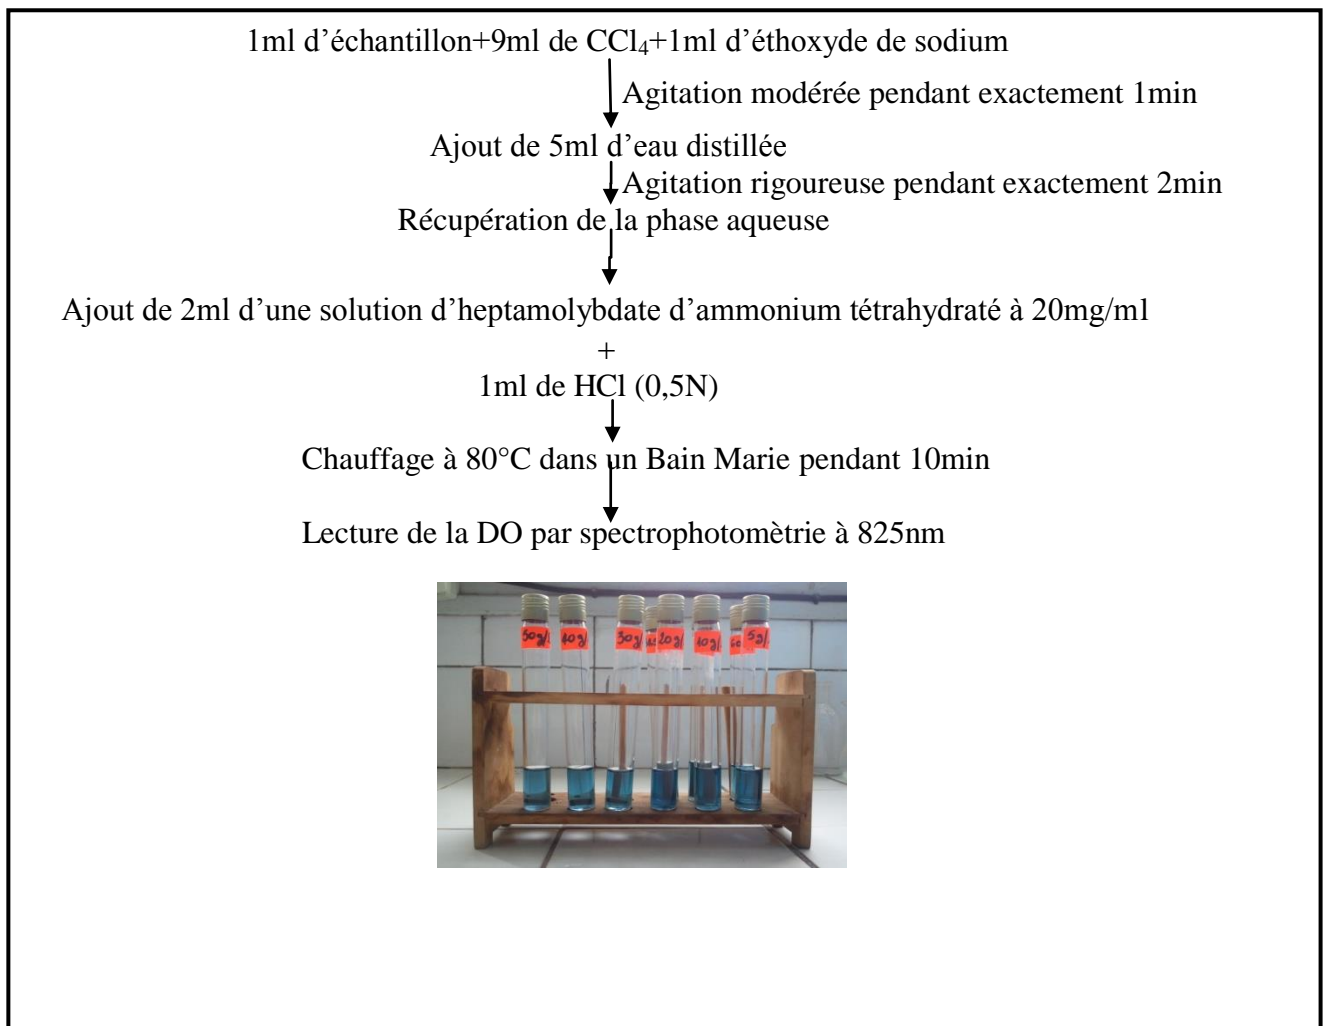 1ml d’échantillon+9ml de CCl₄+1ml d’éthoxyde de sodium
Agitation modérée pendant exactement 1min
Ajout de 5ml d’eau distillée
Agitation rigoureuse pendant exactement 2min
Récupération de la phase aqueuse
Ajout de 2ml d’une solution d’heptamolybdate d’ammonium tétrahydraté à 20mg/ml
+
1ml de HCl (0,5N)
Chauffage à 80°C dans un Bain Marie pendant 10min
Lecture de la DO par spectrophotomètrie à 825nm
50g/ 40g/ 30g/ 20g/ 10g/ 5g/